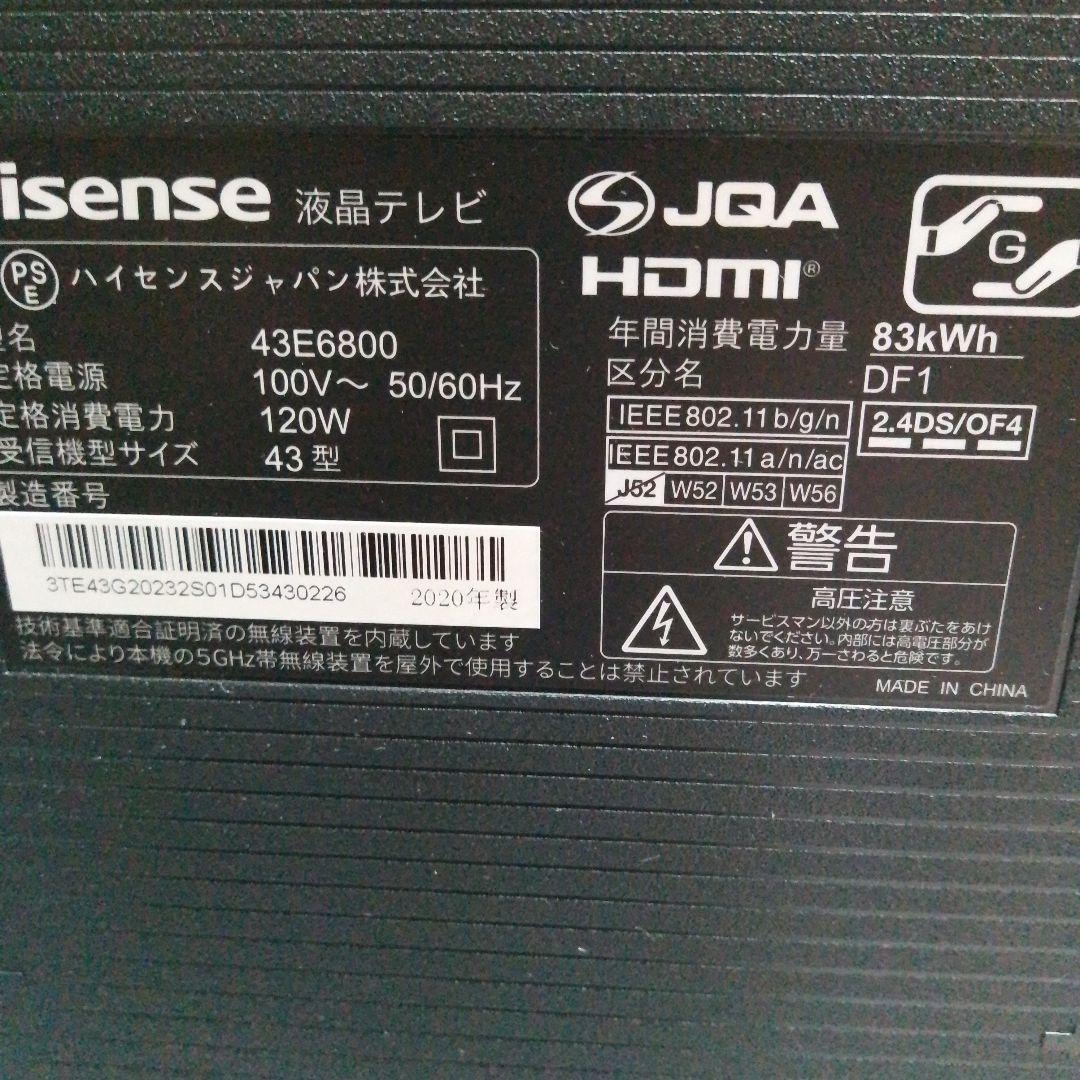 isense 液晶テレビ
PS E ハイセンスジャパン株式会社
名 43E6800
定格電源 100V～ 50/60Hz
定格消費電力 120W
受信機型サイズ 43型
製造番号
3TE43G20232S01D53430226 2020年製
技術基準適合証明済の無線装置を内蔵しています
法令により本機の5GHz帯無線装置を屋外で使用することは禁止されています
JQA
HDMI®
G
年間消費電力量 83kWh
区分名 DF1
IEEE802.11b/g/n 2.4DS/OF4
IEEE802.11a/n/ac
J52 W52 W53 W56
警告
高圧注意
サービスマン以外の方は裏ぶたをあけ
ないでください。内部には高電圧部分が
数多くあり、万一さわると危険です。
MADE IN CHINA